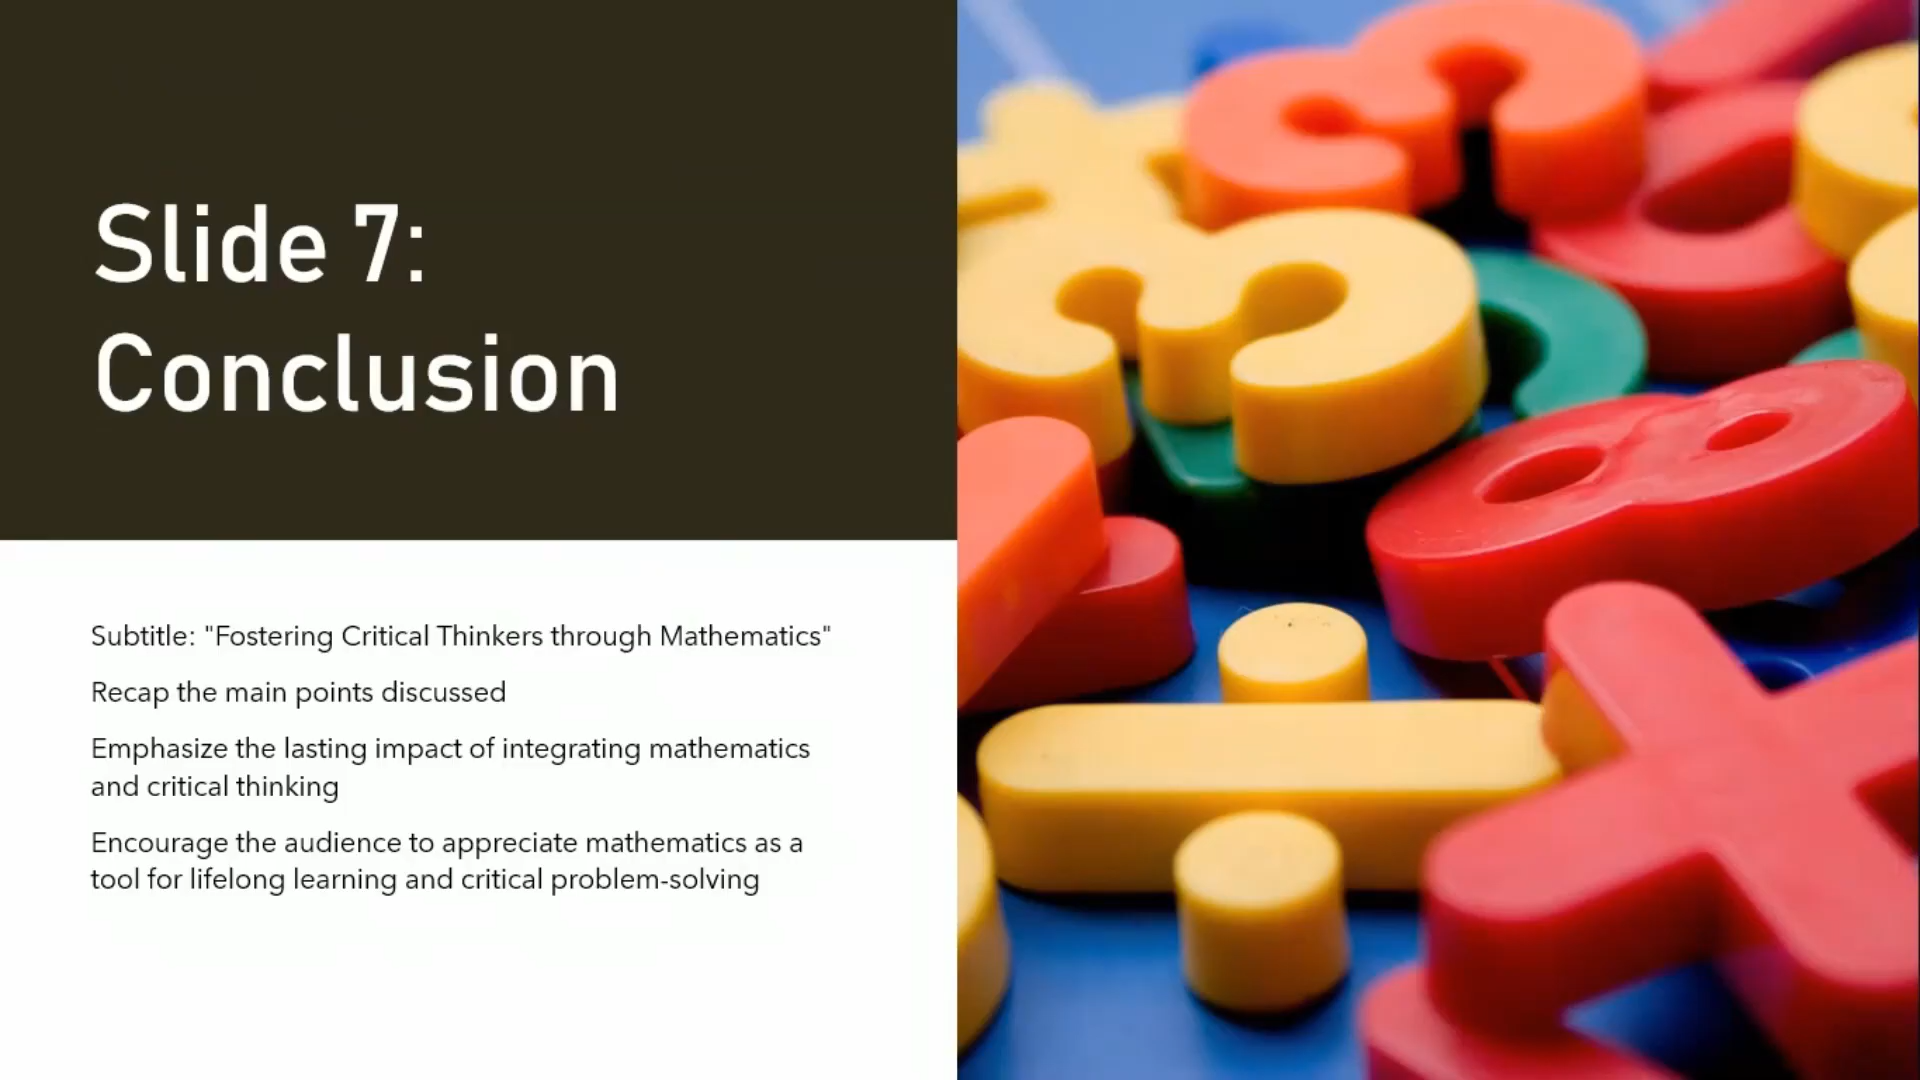 Slide 7:
Conclusion
Subtitle: "Fostering Critical Thinkers through Mathematics"
Recap the main points discussed
Emphasize the lasting impact of integrating mathematics
and critical thinking
Encourage the audience to appreciate mathematics as a
tool for lifelong learning and critical problem-solving